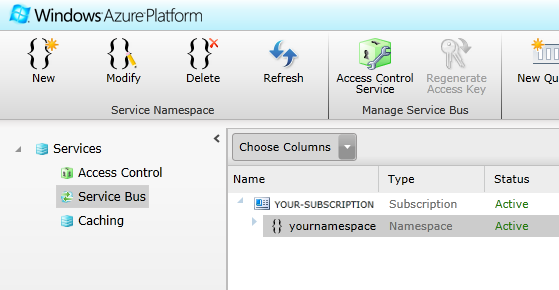 Windows Azure Platform
New Modify Delete Refresh Access Control Service Regenerate Access Key New Qu
Service Namespace Manage Service Bus
Services
Access Control
Service Bus
Caching
Choose Columns
Name Type Status
YOUR-SUBSCRIPTION Subscription Active
{} yournamespace Namespace Active